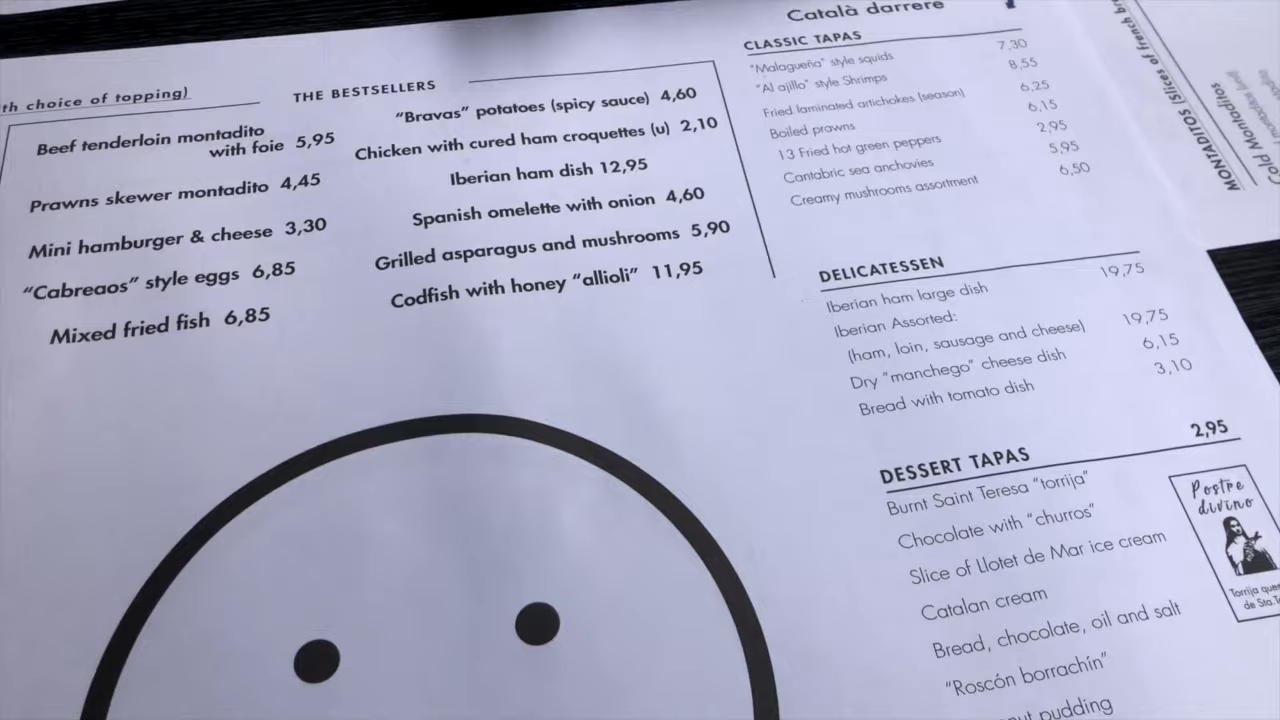 Català darrere
th choice of topping)
THE BESTSELLERS
Beef tenderloin montadito
with foie 5,95
Prawns skewer montadito 4,45
Mini hamburger & cheese 3,30
“Cabreaos” style eggs 6,85
Mixed fried fish 6,85
“Bravas” potatoes (spicy sauce) 4,60
Chicken with cured ham croquettes (u) 2,10
Iberian ham dish 12,95
Spanish omelette with onion 4,60
Grilled asparagus and mushrooms 5,90
Codfish with honey “allioli” 11,95
CLASSIC TAPAS
“Malagueña” style squids 7,30
“Al ajillo” style Shrimps 8,55
Fried laminated artichokes (season) 6,25
Boiled prawns 6,15
13 Fried hot green peppers 2,95
Cantabric sea anchovies 5,95
Creamy mushrooms assortment 6,50
DELICATESSEN
Iberian ham large dish 19,75
Iberian Assorted:
(ham, loin, sausage and cheese) 19,75
Dry “manchego” cheese dish 6,15
Bread with tomato dish 3,10
DESSERT TAPAS 2,95
Burnt Saint Teresa “torrija”
Chocolate with “churros”
Slice of Llotet de Mar ice cream
Catalan cream
Bread, chocolate, oil and salt
“Roscón borrachín”
nut pudding
Postre
divino
Torrija que
de Sta.T
MONTADITOS (slices of french br
Cold Montaditos